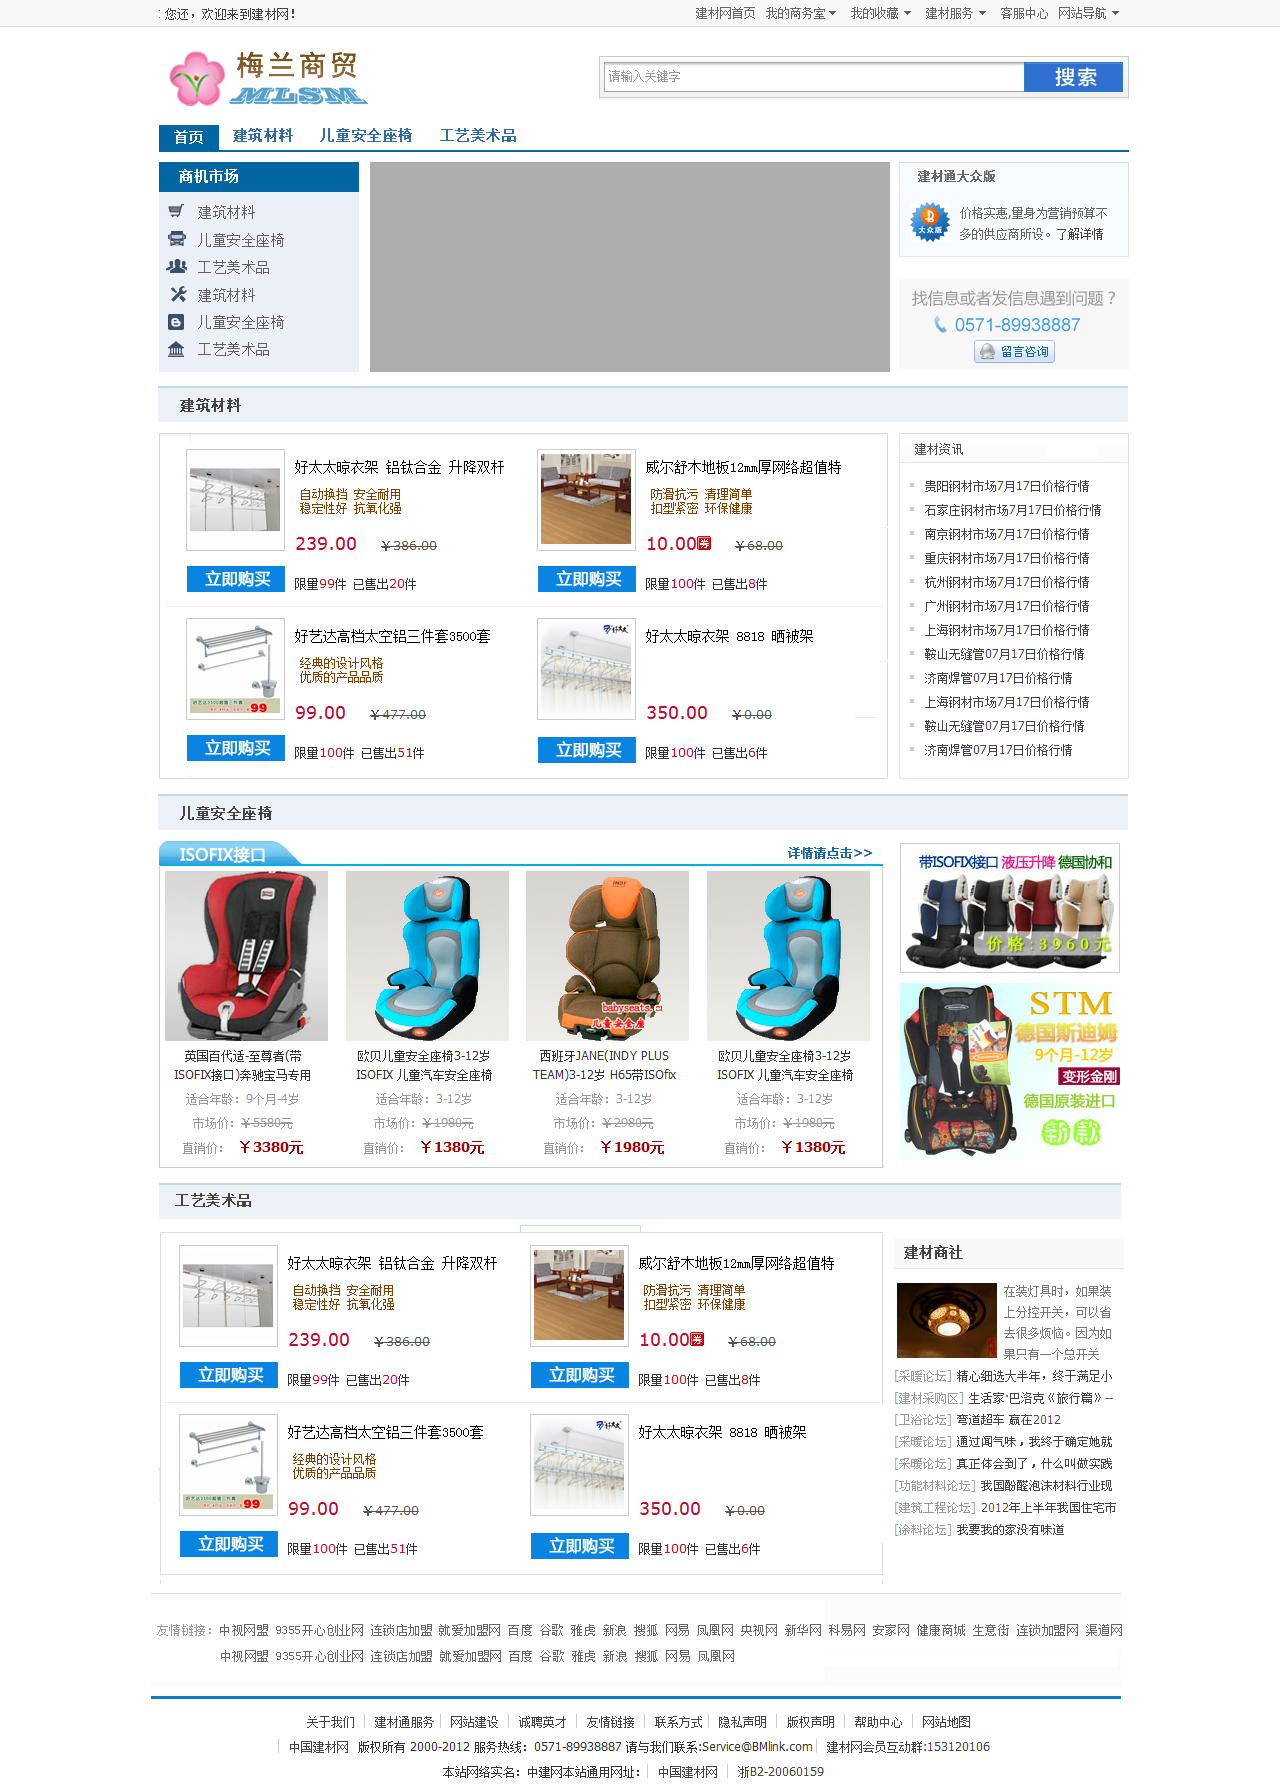 您还，欢迎来到建材网！
建材网首页 我的商务室 我的收藏 建材服务 客服中心 网站导航
梅兰商贸
MLSM
请输入关键字
搜索
首页 建筑材料 儿童安全座椅 工艺美术品
商机市场
建筑材料
儿童安全座椅
工艺美术品
建筑材料
儿童安全座椅
工艺美术品
建材通大众版
大众版
价格实惠,量身为营销预算不
多的供应商所设。了解详情
找信息或者发信息遇到问题？
0571-89938887
留言咨询
建筑材料
好太太晾衣架 铝钛合金 升降双杆
自动换挡 安全耐用
稳定性好 抗氧化强
239.00 ￥386.00
立即购买
限量99件 已售出20件
威尔舒木地板12mm厚网络超值特
防滑抗污 清理简单
扣型紧密 环保健康
10.00券 ￥68.00
立即购买
限量100件 已售出8件
好艺达高档太空铝三件套3500套
经典的设计风格
优质的产品品质
99.00 ￥477.00
立即购买
限量100件 已售出51件
99
好太太晾衣架 8818 晒被架
350.00 ￥0.00
立即购买
限量100件 已售出6件
建材资讯
贵阳钢材市场7月17日价格行情
石家庄钢材市场7月17日价格行情
南京钢材市场7月17日价格行情
重庆钢材市场7月17日价格行情
杭州钢材市场7月17日价格行情
广州钢材市场7月17日价格行情
上海钢材市场7月17日价格行情
鞍山无缝管07月17日价格行情
济南焊管07月17日价格行情
上海钢材市场7月17日价格行情
鞍山无缝管07月17日价格行情
济南焊管07月17日价格行情
儿童安全座椅
ISOFIX接口
详情请点击>>
英国百代适-至尊者(带
ISOFIX接口)奔驰宝马专用
适合年龄：9个月-4岁
市场价：￥5580元
直销价：￥3380元
欧贝儿童安全座椅3-12岁
ISOFIX 儿童汽车安全座椅
适合年龄：3-12岁
市场价：￥1980元
直销价：￥1380元
INDY
babyseats.cc
西班牙JANE(INDY PLUS
TEAM)3-12岁 H65带ISOfix
适合年龄：3-12岁
市场价：￥2980元
直销价：￥1980元
欧贝儿童安全座椅3-12岁
ISOFIX 儿童汽车安全座椅
适合年龄：3-12岁
市场价：￥1980元
直销价：￥1380元
带ISOFIX接口 液压升降 德国协和
价格:3960元
STM
德国斯迪姆
9个月-12岁
变形金刚
德国原装进口
新款
工艺美术品
好太太晾衣架 铝钛合金 升降双杆
自动换挡 安全耐用
稳定性好 抗氧化强
239.00 ￥386.00
立即购买
限量99件 已售出20件
威尔舒木地板12mm厚网络超值特
防滑抗污 清理简单
扣型紧密 环保健康
10.00券 ￥68.00
立即购买
限量100件 已售出8件
好艺达高档太空铝三件套3500套
经典的设计风格
优质的产品品质
99.00 ￥477.00
立即购买
限量100件 已售出51件
99
好太太晾衣架 8818 晒被架
350.00 ￥0.00
立即购买
限量100件 已售出6件
建材商社
在装灯具时，如果装
上分控开关，可以省
去很多烦恼。因为如
果只有一个总开关
[采暖论坛] 精心细选大半年，终于满足小
[建材采购区] 生活家·巴洛克《旅行篇》--
[卫浴论坛] 弯道超车 赢在2012
[采暖论坛] 通过闻气味，我终于确定她就
[采暖论坛] 真正体会到了，什么叫做实践
[功能材料论坛] 我国酚醛泡沫材料行业现
[建筑工程论坛] 2012年上半年我国住宅市
[涂料论坛] 我要我的家没有味道
友情链接：中视网盟 9355开心创业网 连锁店加盟 就爱加盟网 百度 谷歌 雅虎 新浪 搜狐 网易 凤凰网 央视网 新华网 科易网 安家网 健康商城 生意街 连锁加盟网 渠道网
中视网盟 9355开心创业网 连锁店加盟 就爱加盟网 百度 谷歌 雅虎 新浪 搜狐 网易 凤凰网
关于我们 建材通服务 网站建设 诚聘英才 友情链接 联系方式 隐私声明 版权声明 帮助中心 网站地图
中国建材网 版权所有 2000-2012 服务热线：0571-89938887 请与我们联系:Service@BMlink.com 建材网会员互动群:153120106
本站网络实名：中建网本站通用网址： 中国建材网 浙B2-20060159